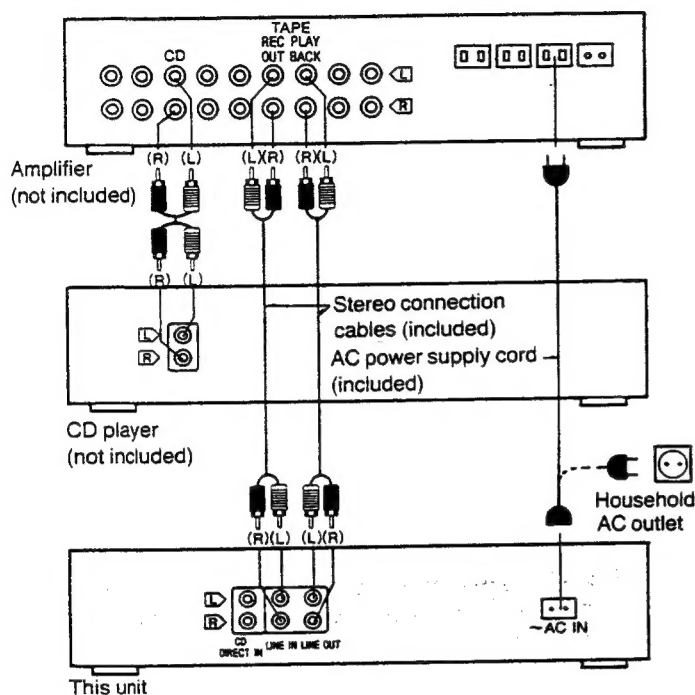 TAPE
REC PLAY
CD OUT BACK
L
R
(R) (L) (L)(R) (R)(L)
Amplifier
(not included)
(R) (L)
L
R
Stereo connection
cables (included)
AC power supply cord
(included)
CD player
(not included)
Household
AC outlet
(R)(L) (L)(R)
L
R
CD
DIRECT IN LINE IN LINE OUT
~AC IN
This unit